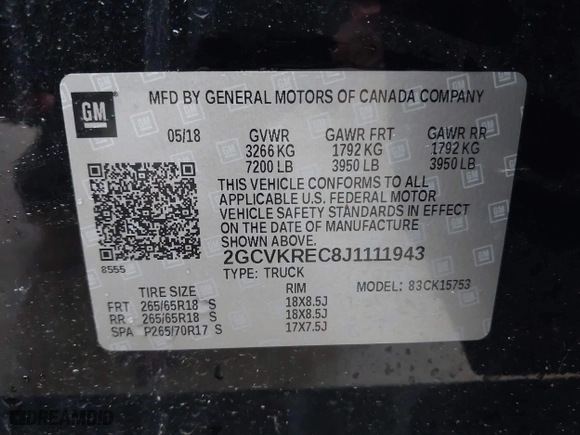 GM
MFD BY GENERAL MOTORS OF CANADA COMPANY
05/18 GVWR GAWR FRT GAWR RR
3266 KG 1792 KG 1792 KG
7200 LB 3950 LB 3950 LB
THIS VEHICLE CONFORMS TO ALL
APPLICABLE U.S. FEDERAL MOTOR
VEHICLE SAFETY STANDARDS IN EFFECT
ON THE DATE OF MANUFACTURE
SHOWN ABOVE.
8555
2GCVKREC8J1111943
TYPE: TRUCK
MODEL: 83CK15753
TIRE SIZE RIM
FRT 265/65R18 S 18X8.5J
RR 265/65R18 S 18X8.5J
SPA P265/70R17 S 17X7.5J
DREAMBID